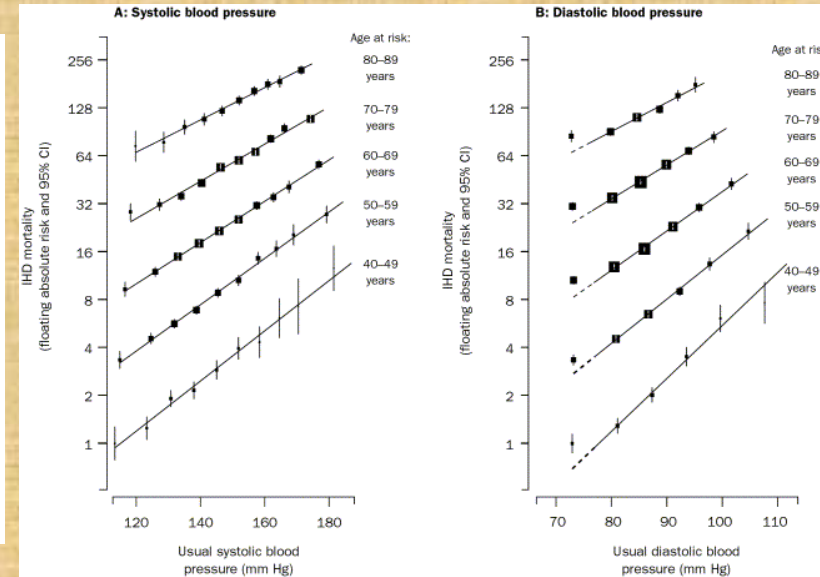 A: Systolic blood pressure
Age at risk:
80–89
years
70–79
years
60–69
years
50–59
years
40–49
years
256
128
64
32
16
8
4
2
1
IHD mortality
(floating absolute risk and 95% CI)
120
140
160
180
Usual systolic blood
pressure (mm Hg)
B: Diastolic blood pressure
Age at ris
80–89
years
70–79
years
60–69
years
50–59
years
40–49
years
256
128
64
32
16
8
4
2
1
IHD mortality
(floating absolute risk and 95% CI)
70
80
90
100
110
Usual diastolic blood
pressure (mm Hg)